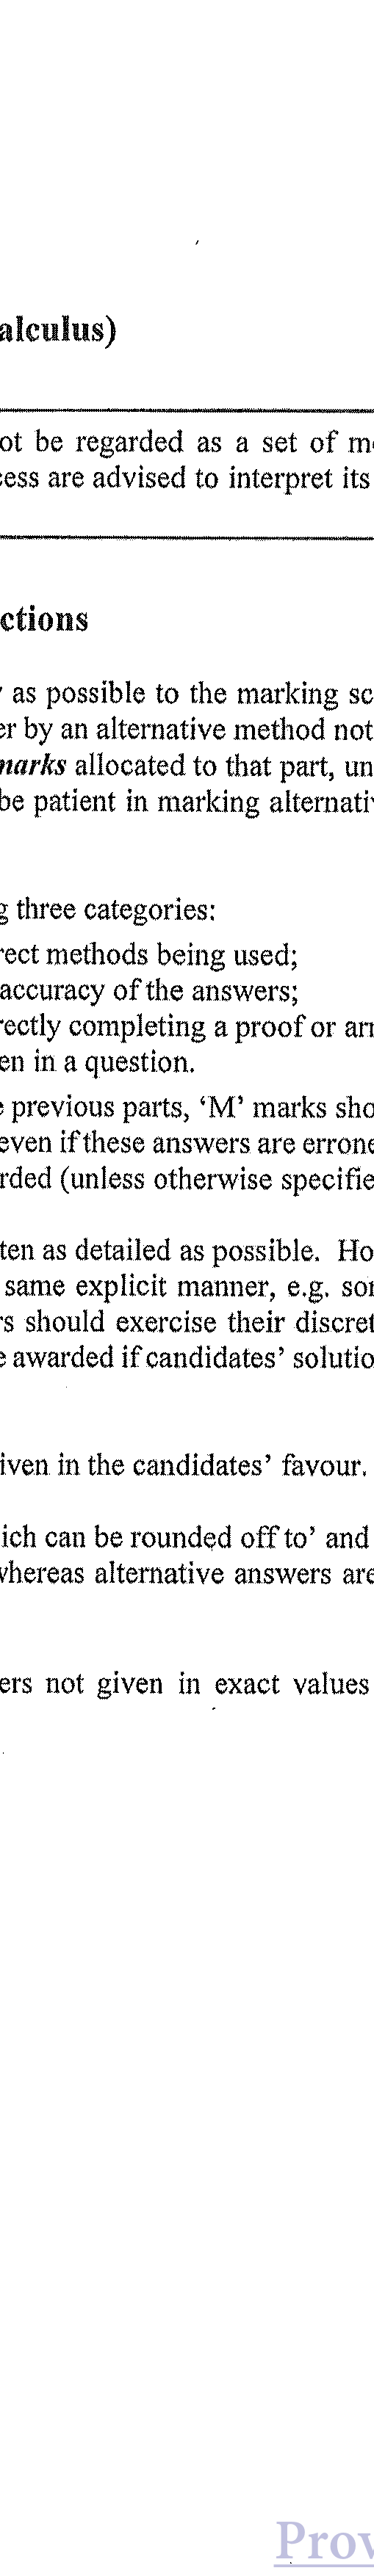 alculus)
ot be regarded as a set of m
cess are advised to interpret its
ctions
as possible to the marking sc
er by an alternative method not
marks allocated to that part, un
be patient in marking alternati
g three categories:
rect methods being used;
accuracy of the answers;
rectly completing a proof or arr
en in a question.
e previous parts, ‘M’ marks sho
even if these answers are errone
rded (unless otherwise specifie
ten as detailed as possible. Ho
same explicit manner, e.g. sor
rs should exercise their discret
e awarded if candidates’ solutio
iven in the candidates’ favour.
ich can be rounded off to’ and
whereas alternative answers are
ers not given in exact values
Prov